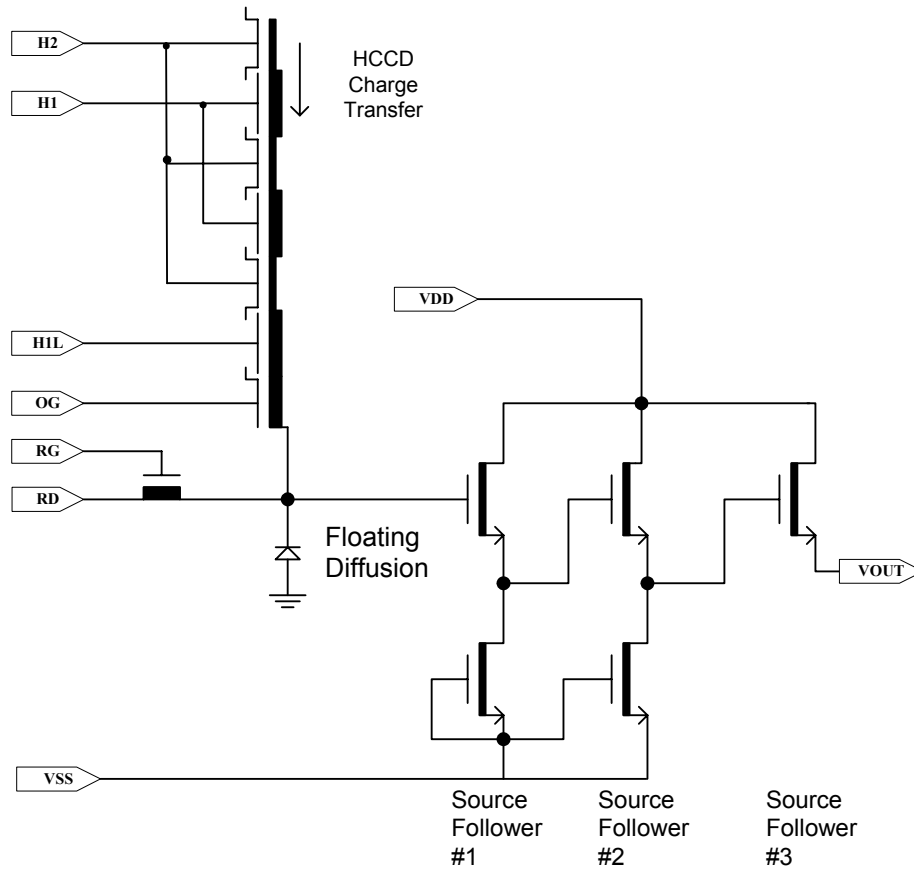 H2
HCCD
Charge
Transfer
H1
VDD
H1L
OG
RG
RD
Floating
Diffusion
VOUT
VSS
Source
Follower
#1
Source
Follower
#2
Source
Follower
#3